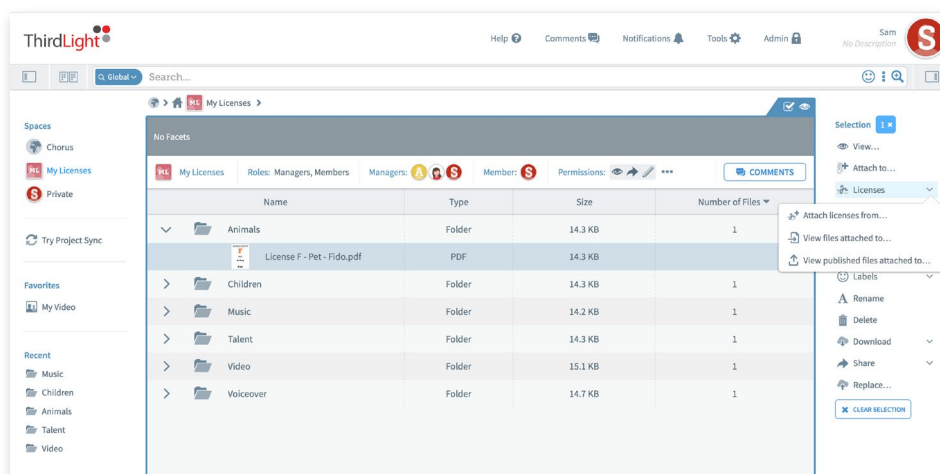 ThirdLight
Help Comments Notifications Tools Admin Sam
No Description
S
Global Search...
My Licenses
ML
Spaces
Chorus
ML My Licenses
S Private
Try Project Sync
Favorites
My Video
Recent
Music
Children
Animals
Talent
Video
No Facets
ML My Licenses Roles: Managers, Members Managers: A S Member: S Permissions: COMMENTS
Name Type Size Number of Files
Animals Folder 14.3 KB 1
License F - Pet - Fido.pdf PDF 14.3 KB
Children Folder 14.3 KB 1
Music Folder 14.2 KB 1
Talent Folder 14.3 KB 1
Video Folder 15.1 KB 1
Voiceover Folder 14.7 KB 1
Selection 1 x
View...
Attach to...
Licenses
Attach licenses from...
View files attached to...
View published files attached to...
Labels
Rename
Delete
Download
Share
Replace...
CLEAR SELECTION